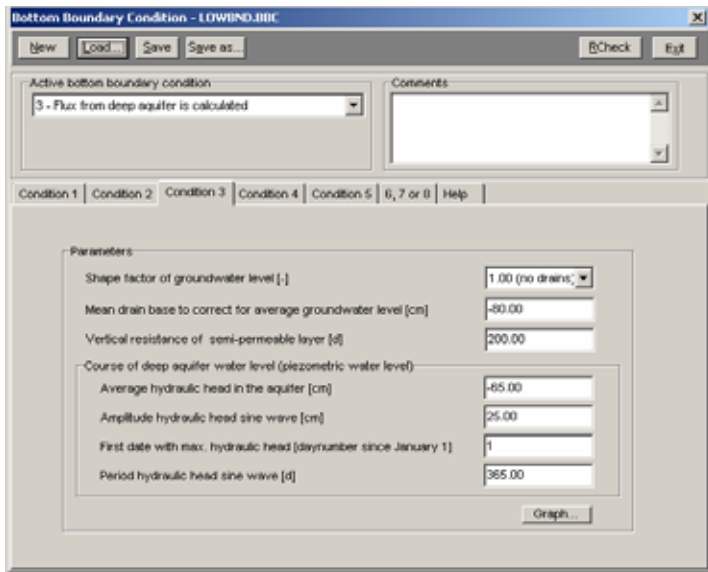 Bottom Boundary Condition - LOWBND.BBC
New Load... Save Save as... RCheck Exit
Active bottom boundary condition
3 - Flux from deep aquifer is calculated
Comments
Condition 1 Condition 2 Condition 3 Condition 4 Condition 5 6, 7 or 8 Help
Parameters
Shape factor of groundwater level [-] 1.00 (no drains)
Mean drain base to correct for average groundwater level [cm] -80.00
Vertical resistance of semi-permeable layer [d] 200.00
Course of deep aquifer water level (piezometric water level)
Average hydraulic head in the aquifer [cm] -65.00
Amplitude hydraulic head sine wave [cm] 25.00
First date with max. hydraulic head [daynumber since January 1] 1
Period hydraulic head sine wave [d] 365.00
Graph...